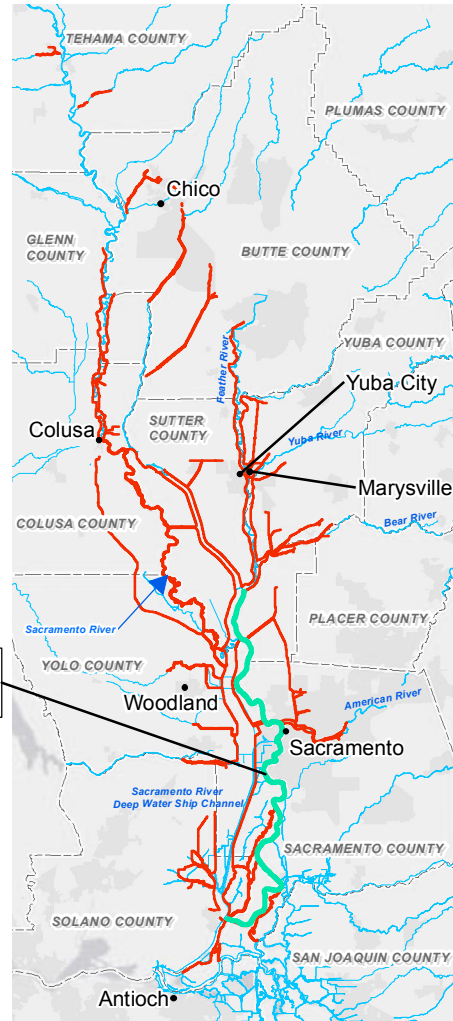 TEHAMA COUNTY
PLUMAS COUNTY
Chico
GLENN
COUNTY
BUTTE COUNTY
Feather River
YUBA COUNTY
Yuba City
SUTTER
COUNTY
Colusa
Yuba River
Marysville
COLUSA COUNTY
Bear River
PLACER COUNTY
Sacramento River
YOLO COUNTY
Woodland
American River
Sacramento
Sacramento River
Deep Water Ship Channel
SACRAMENTO COUNTY
SOLANO COUNTY
SAN JOAQUIN COUNTY
Antioch